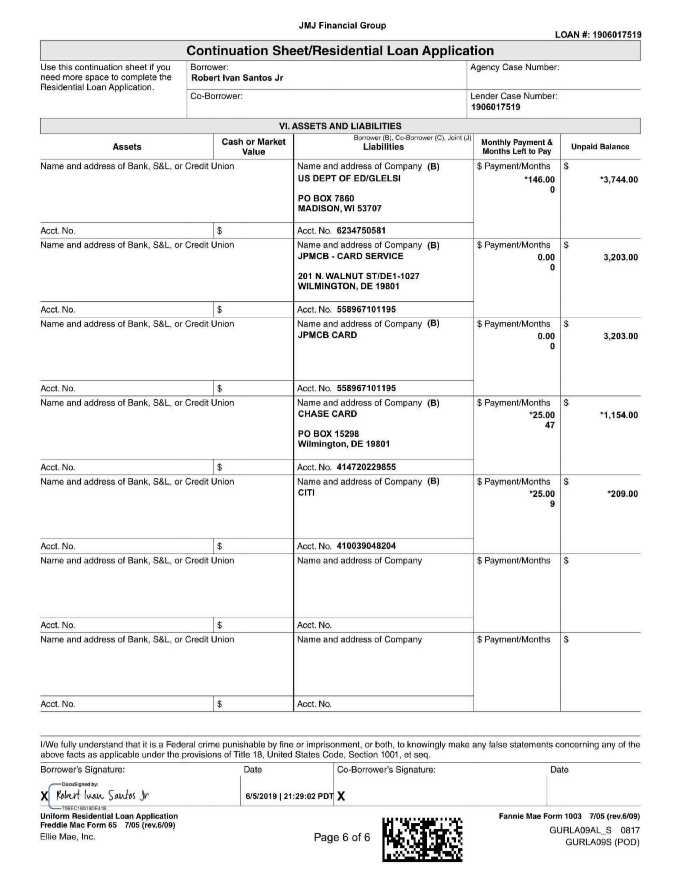 JMJ Financial Group
LOAN #: 1906017519
Continuation Sheet/Residential Loan Application
Use this continuation sheet if you
need more space to complete the
Residential Loan Application.
Borrower:
Robert Ivan Santos Jr
Agency Case Number:
Co-Borrower:
Lender Case Number:
1906017519
VI. ASSETS AND LIABILITIES
Assets
Cash or Market
Value
Borrower (B), Co-Borrower (C), Joint (J)
Liabilities
Monthly Payment &
Months Left to Pay
Unpaid Balance
Name and address of Bank, S&L, or Credit Union
Name and address of Company (B)
$ Payment/Months
$
US DEPT OF ED/GLELSI
*146.00
*3,744.00
0
PO BOX 7860
MADISON, WI 53707
Acct. No.
$
Acct. No. 6234750581
Name and address of Bank, S&L, or Credit Union
Name and address of Company (B)
$ Payment/Months
$
JPMCB - CARD SERVICE
0.00
3,203.00
0
201 N. WALNUT ST/DE1-1027
WILMINGTON, DE 19801
Acct. No.
$
Acct. No. 558967101195
Name and address of Bank, S&L, or Credit Union
Name and address of Company (B)
$ Payment/Months
$
JPMCB CARD
0.00
3,203.00
0
Acct. No.
$
Acct. No. 558967101195
Name and address of Bank, S&L, or Credit Union
Name and address of Company (B)
$ Payment/Months
$
CHASE CARD
*25.00
*1,154.00
47
PO BOX 15298
Wilmington, DE 19801
Acct. No.
$
Acct. No. 414720229855
Name and address of Bank, S&L, or Credit Union
Name and address of Company (B)
$ Payment/Months
$
CITI
*25.00
*209.00
9
Acct. No.
$
Acct. No. 410039048204
Name and address of Bank, S&L, or Credit Union
Name and address of Company
$ Payment/Months
$
Acct. No.
$
Acct. No.
Name and address of Bank, S&L, or Credit Union
Name and address of Company
$ Payment/Months
$
Acct. No.
$
Acct. No.
I/We fully understand that it is a Federal crime punishable by fine or imprisonment, or both, to knowingly make any false statements concerning any of the
above facts as applicable under the provisions of Title 18, United States Code, Section 1001, et seq.
Borrower's Signature:
Date
Co-Borrower's Signature:
Date
DocuSigned by:
X Robert Ivan Santos Jr
6/5/2019 | 21:29:02 PDT
X
Uniform Residential Loan Application
Freddie Mac Form 65 7/05 (rev.6/09)
Ellie Mae, Inc.
Page 6 of 6
Fannie Mae Form 1003 7/05 (rev.6/09)
GURLA09AL_S 0817
GURLA09S (POD)